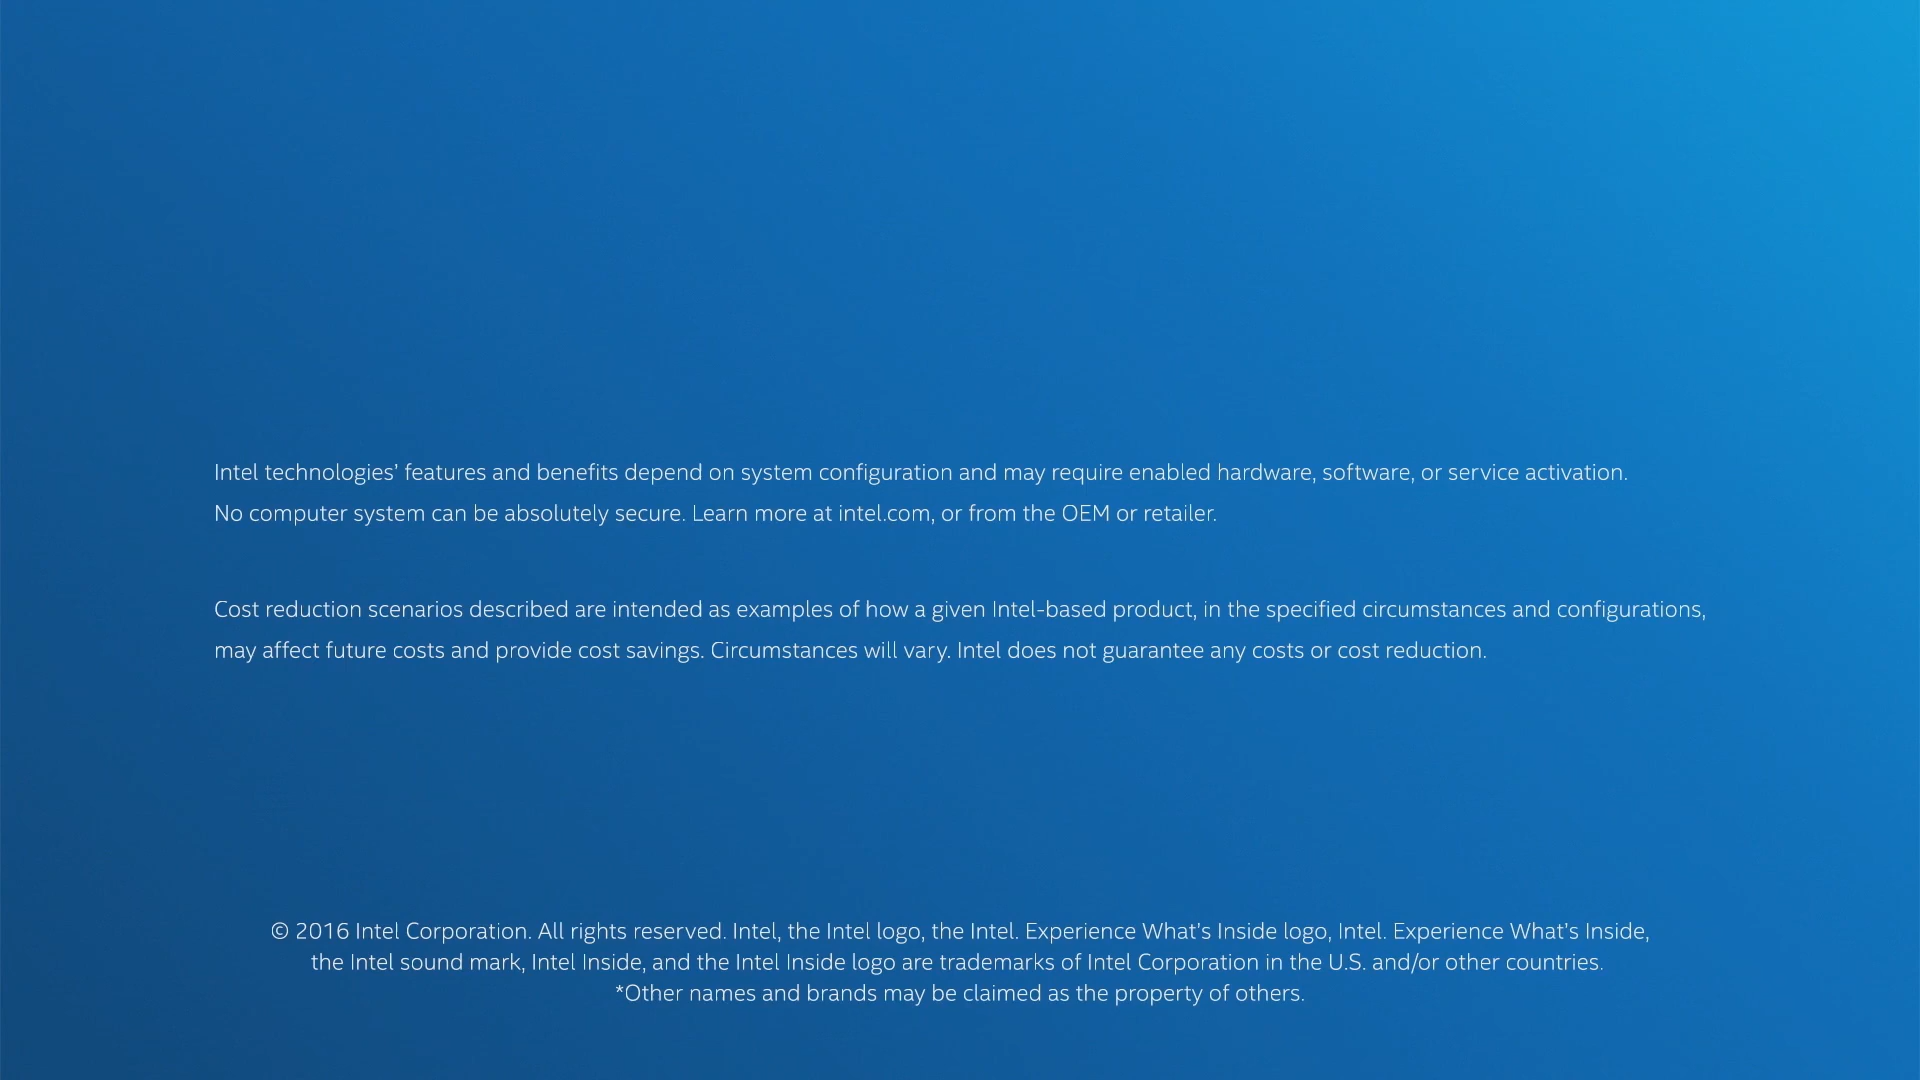 Intel technologies’ features and benefits depend on system configuration and may require enabled hardware, software, or service activation.
No computer system can be absolutely secure. Learn more at intel.com, or from the OEM or retailer.
Cost reduction scenarios described are intended as examples of how a given Intel-based product, in the specified circumstances and configurations,
may affect future costs and provide cost savings. Circumstances will vary. Intel does not guarantee any costs or cost reduction.
© 2016 Intel Corporation. All rights reserved. Intel, the Intel logo, the Intel. Experience What’s Inside logo, Intel. Experience What’s Inside,
the Intel sound mark, Intel Inside, and the Intel Inside logo are trademarks of Intel Corporation in the U.S. and/or other countries.
*Other names and brands may be claimed as the property of others.